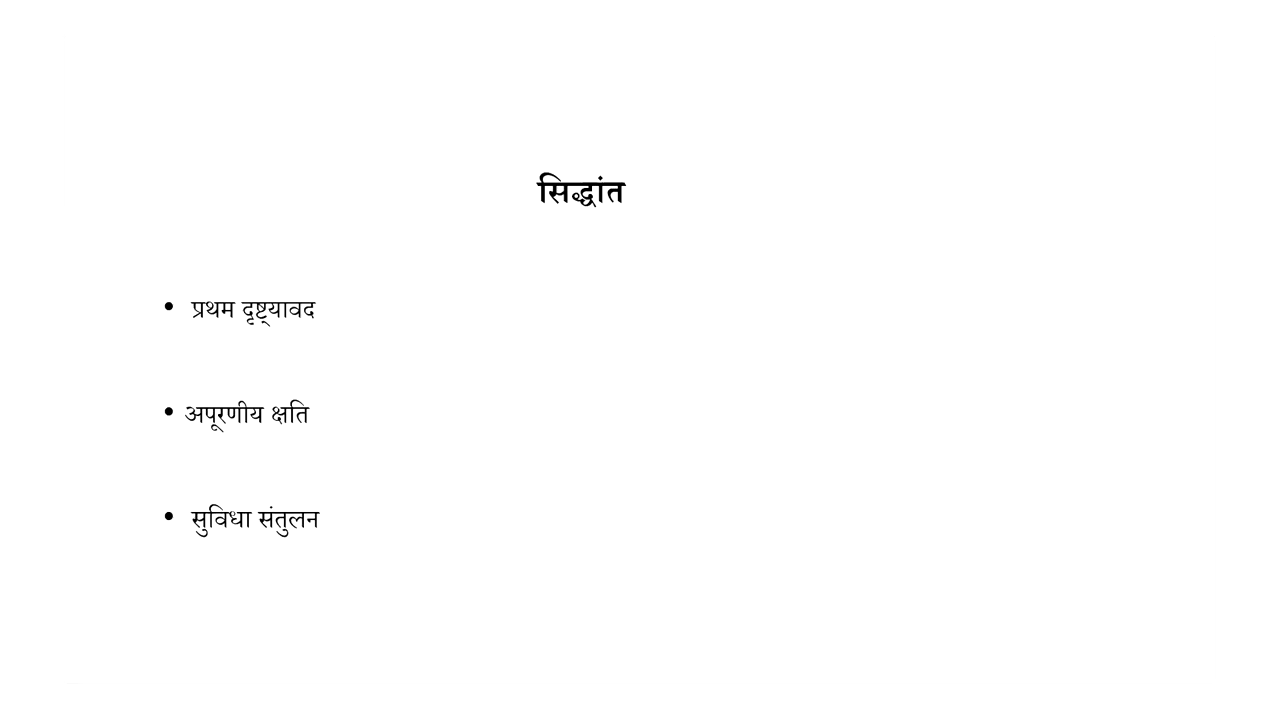 सिद्धांत
• प्रथम दृष्ट्यावद
• अपूरणीय क्षति
• सुविधा संतुलन